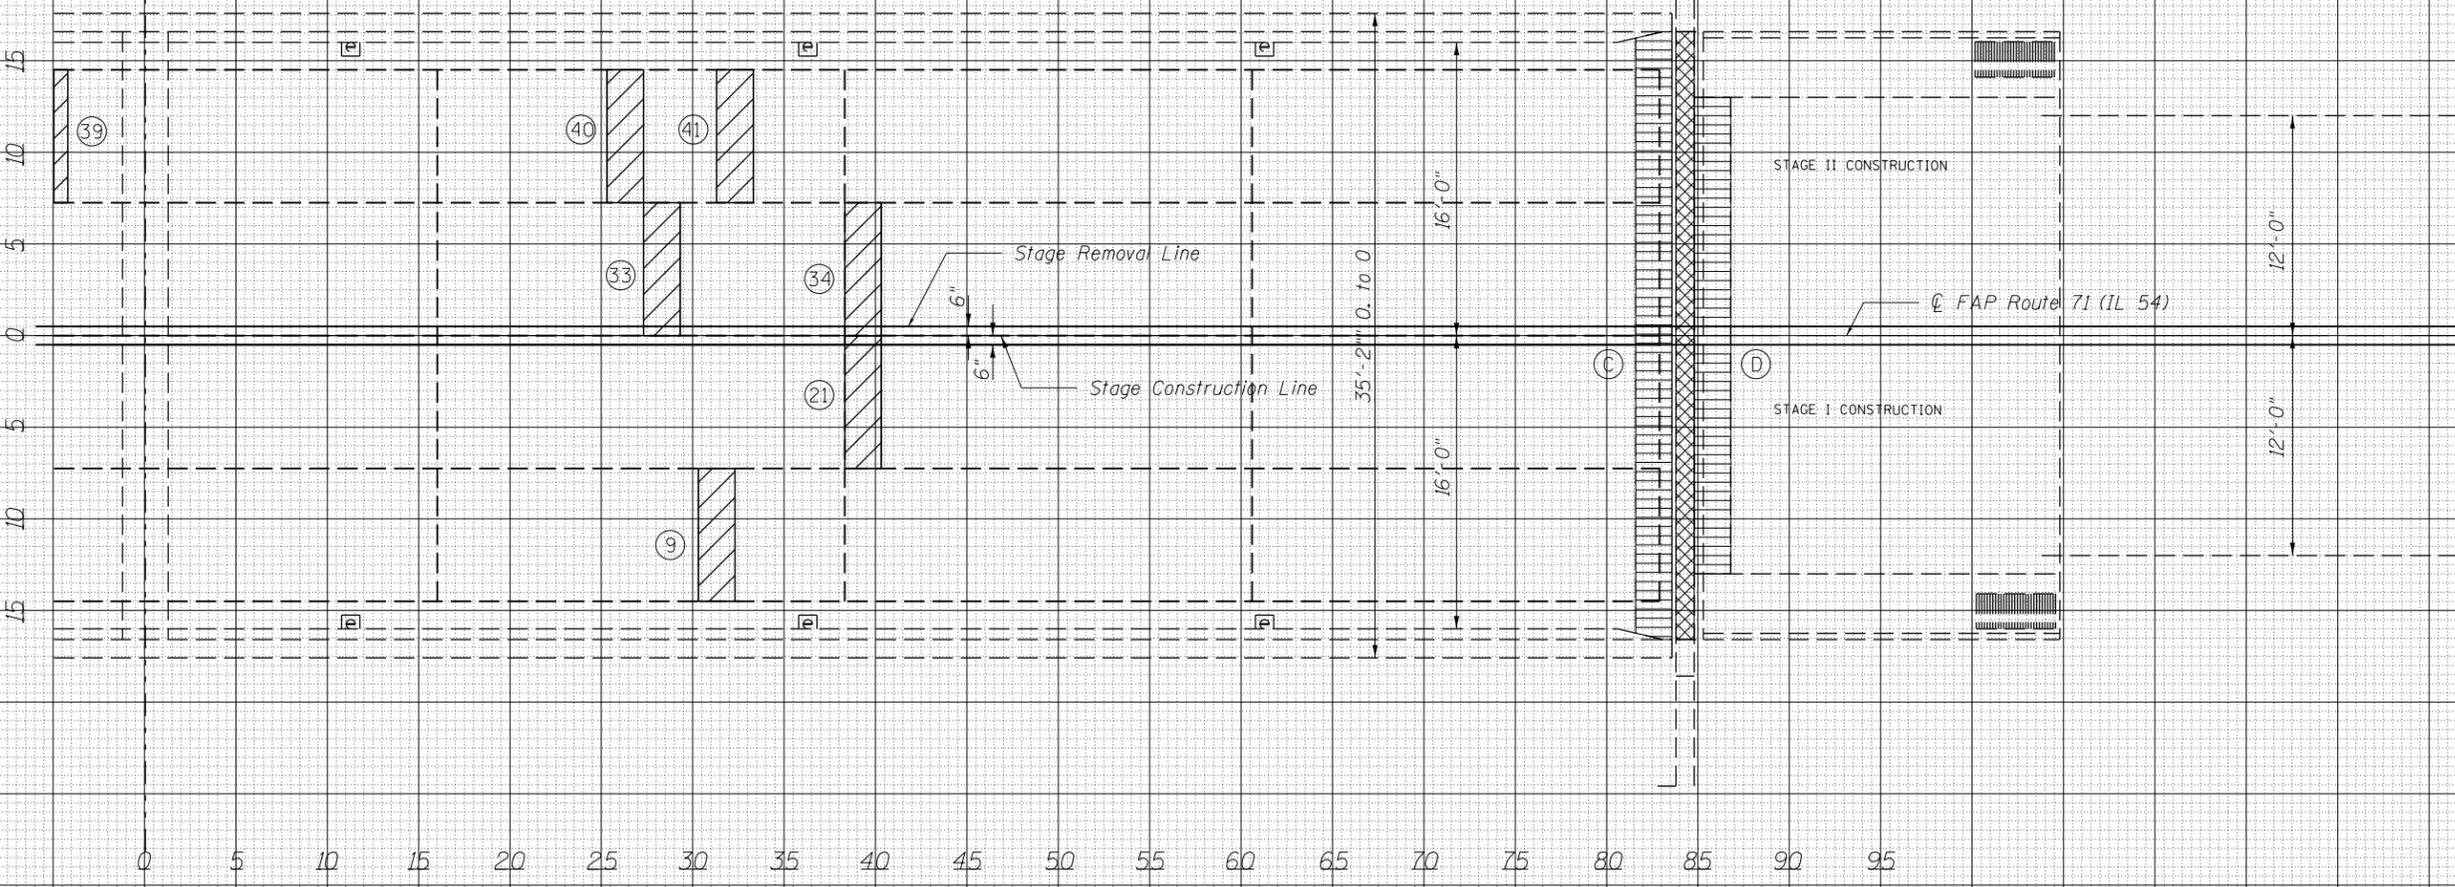 15
e
e
e
39
40
41
10
16'-0"
STAGE II CONSTRUCTION
5
33
34
Stage Removal Line
6"
35'-2" O. to O
12'-0"
0
℄ FAP Route 71 (IL 54)
6"
C
D
Stage Construction Line
21
STAGE I CONSTRUCTION
5
16'-0"
12'-0"
10
9
15
e
e
e
0 5 10 15 20 25 30 35 40 45 50 55 60 65 70 75 80 85 90 95